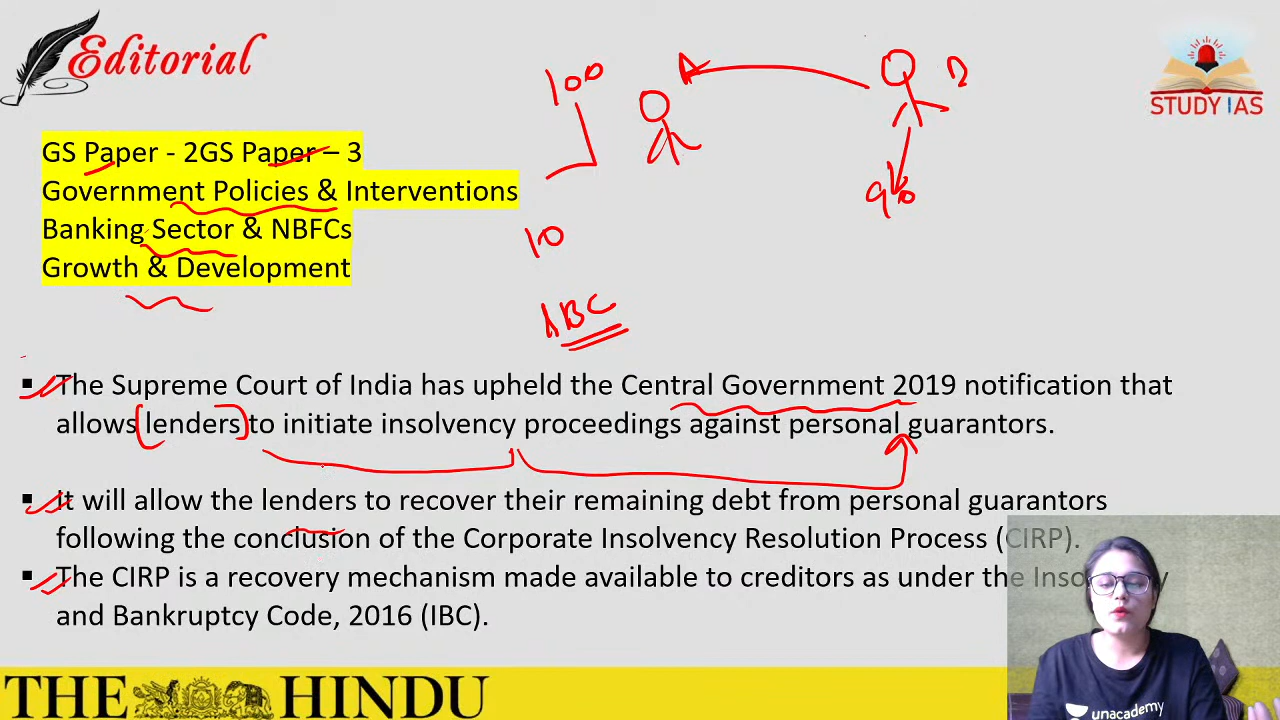 Editorial
STUDY IAS
100
GS Paper - 2GS Paper – 3
Government Policies & Interventions
Banking Sector & NBFCs
Growth & Development
10
ABC
The Supreme Court of India has upheld the Central Government 2019 notification that
allows lenders to initiate insolvency proceedings against personal guarantors.
It will allow the lenders to recover their remaining debt from personal guarantors
following the conclusion of the Corporate Insolvency Resolution Process (CIRP).
The CIRP is a recovery mechanism made available to creditors as under the
and Bankruptcy Code, 2016 (IBC).
THE HINDU
unacademy